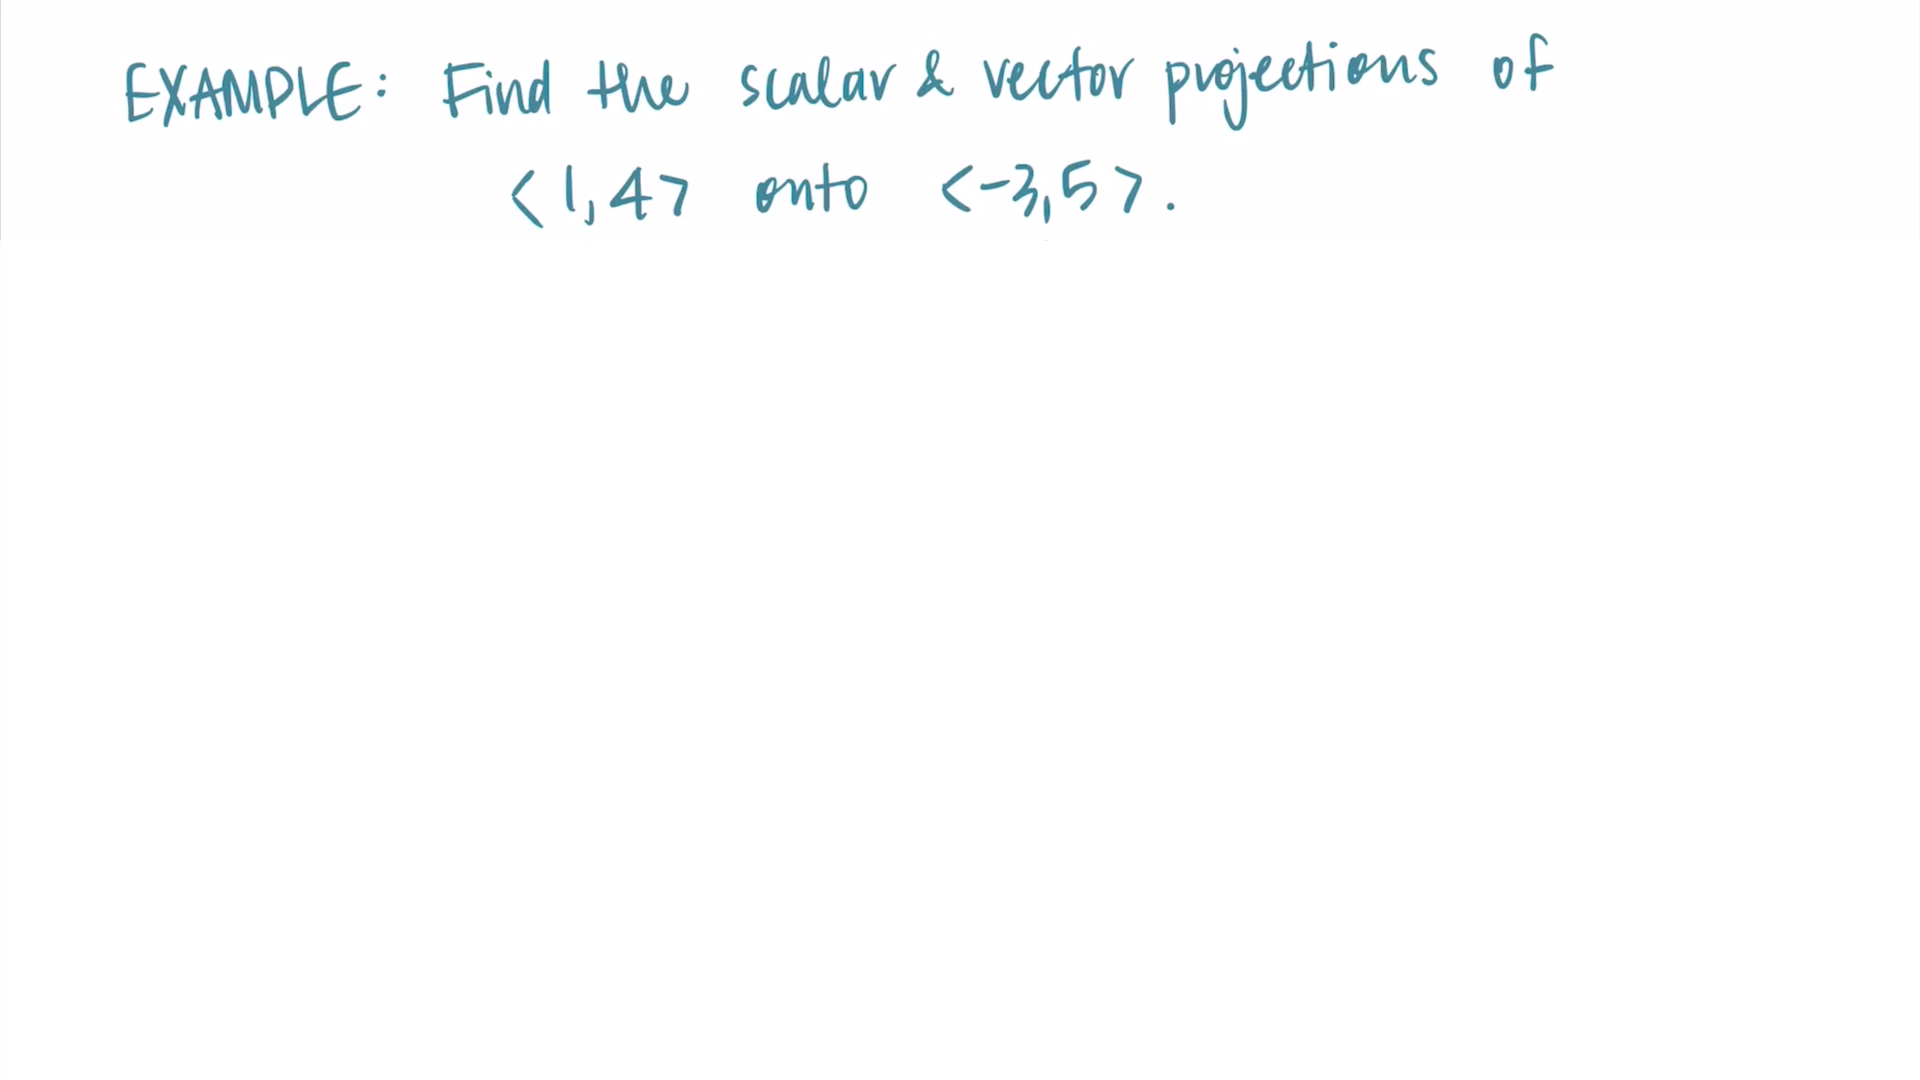 EXAMPLE: Find the scalar & vector projections of
<1,4> onto <-3,5>.